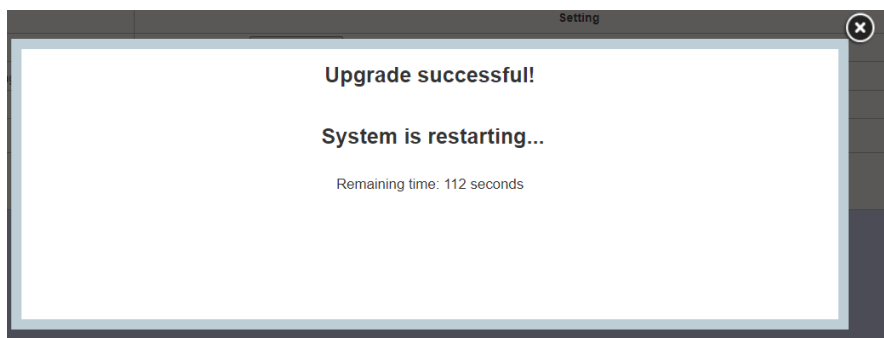 Setting
Upgrade successful!
System is restarting...
Remaining time: 112 seconds